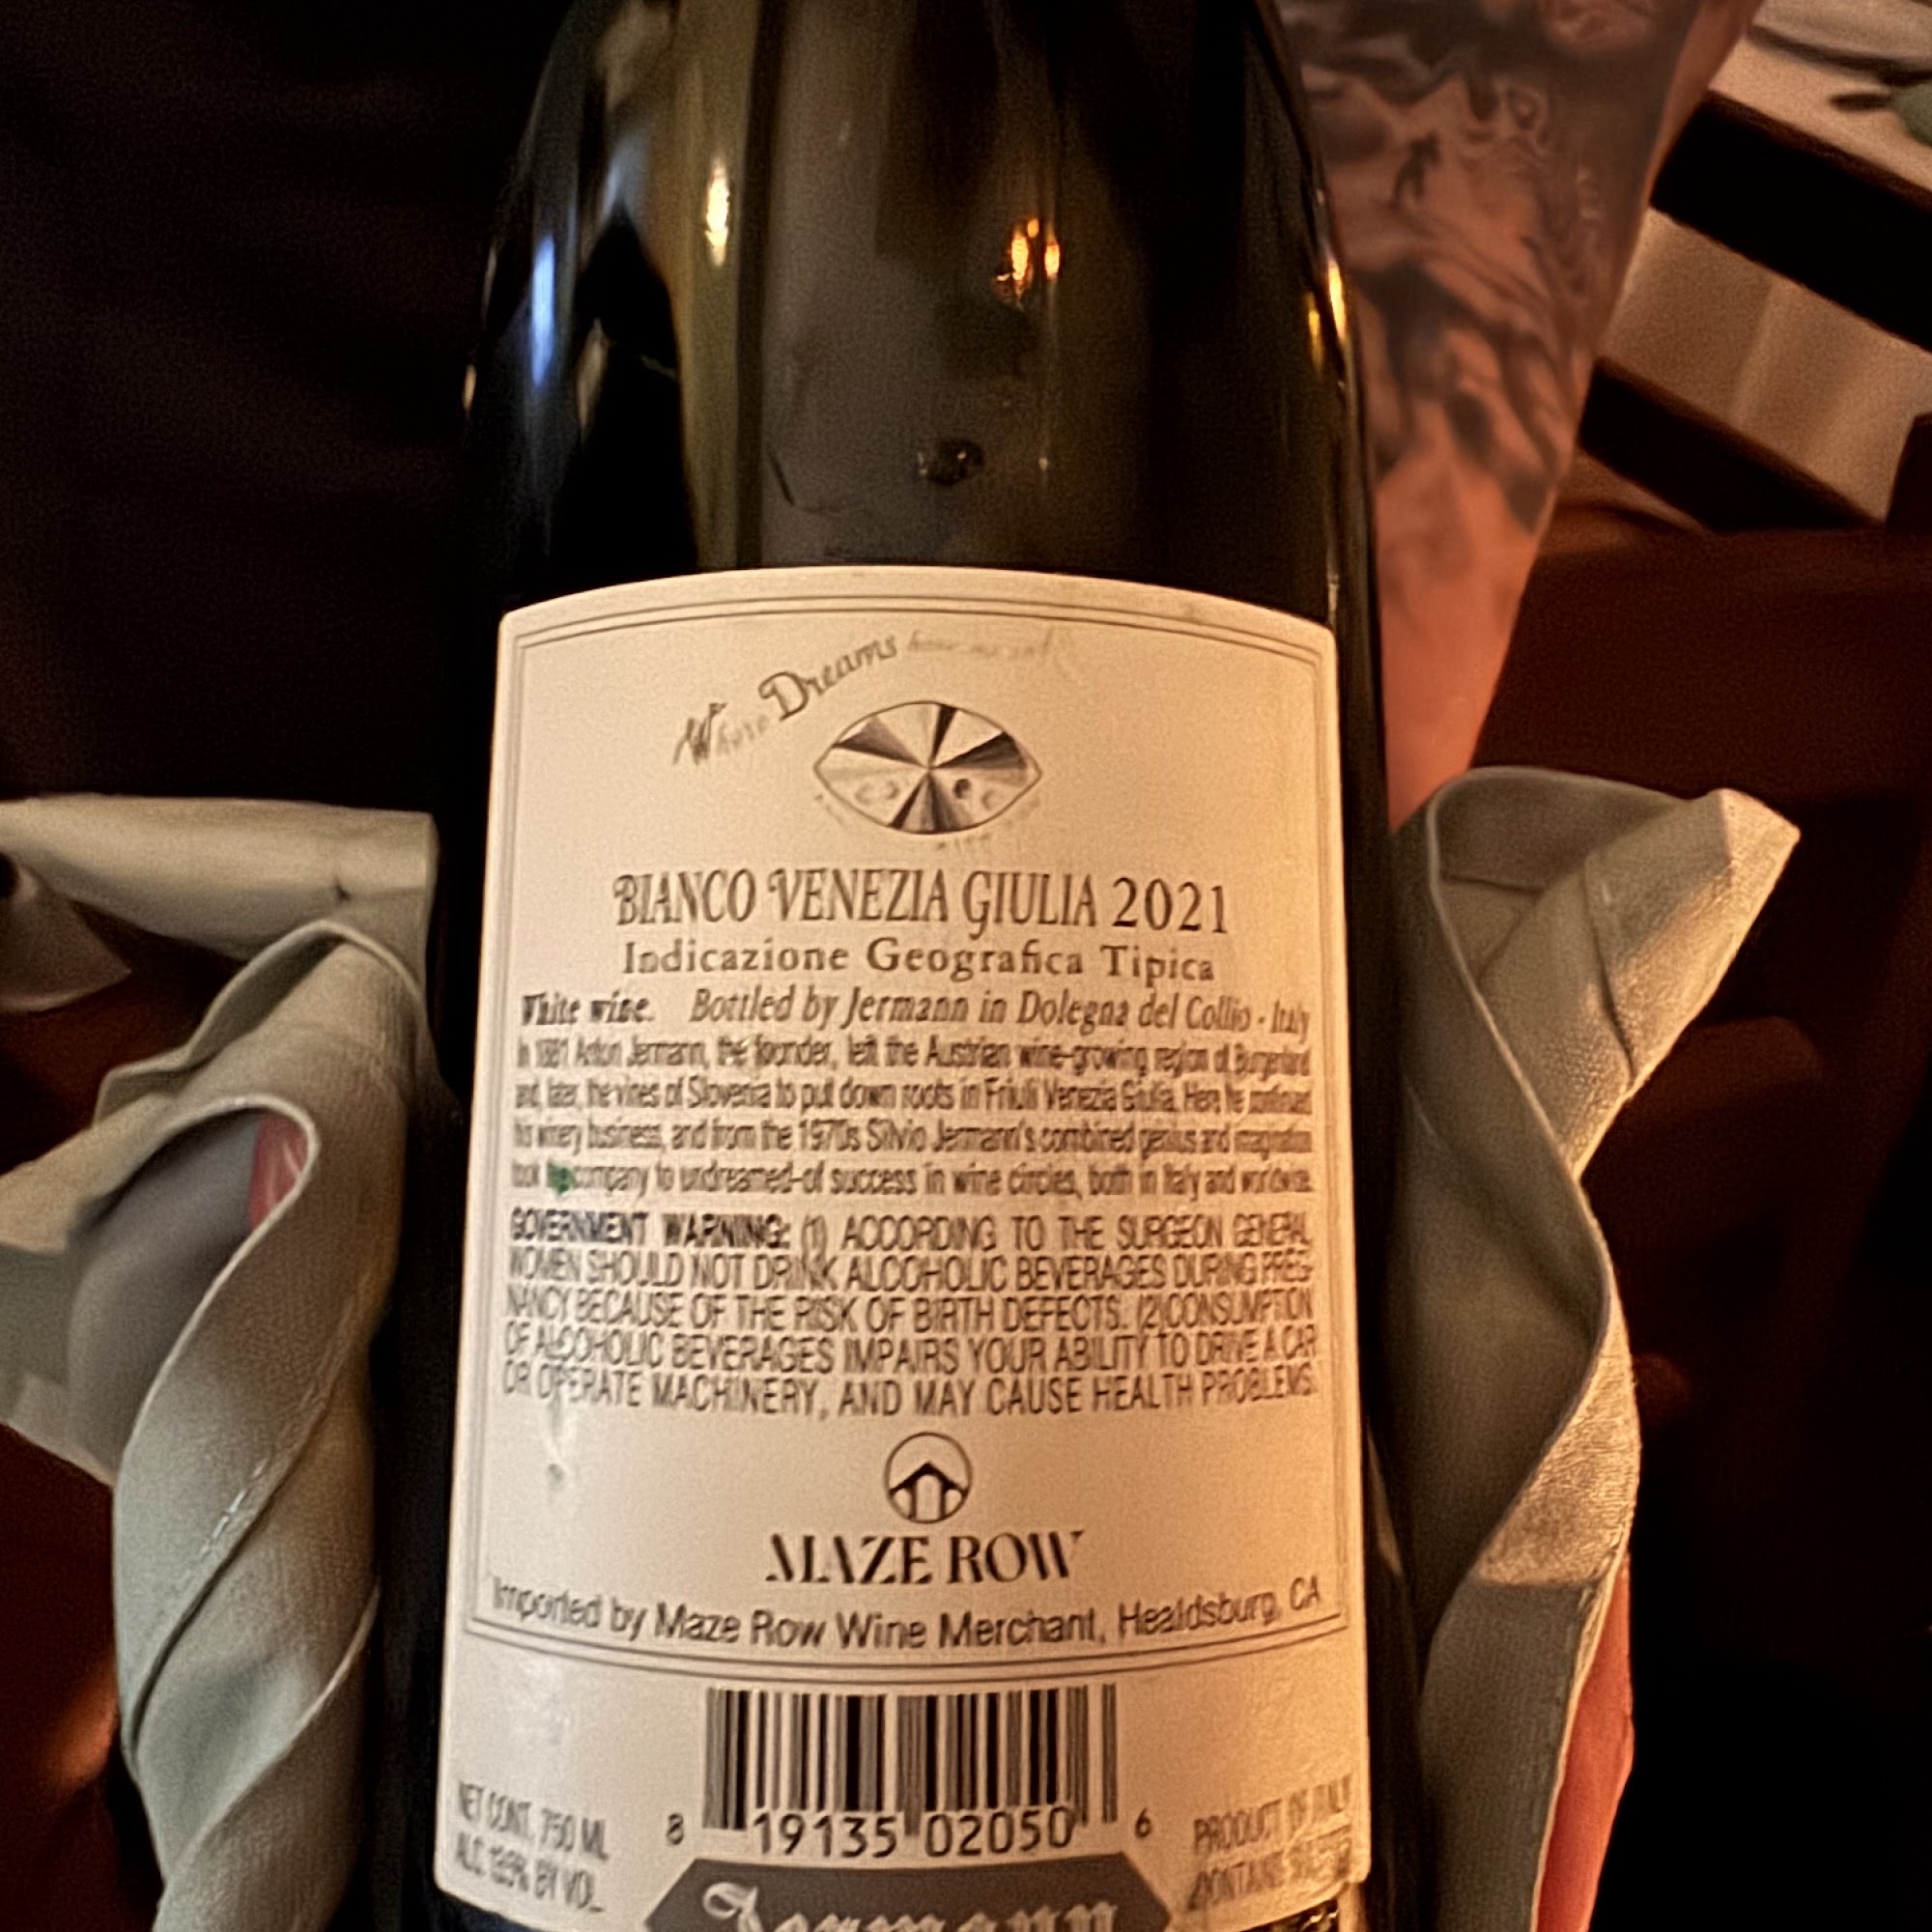 Where Dreams
BIANCO VENEZIA GIULIA 2021
Indicazione Geografica Tipica
White wine. Bottled by Jermann in Dolegna del Collio - Italy
In 1881 Anton Jermann, the founder, left the Austrian wine-growing region of Burgenland
and, later, the vines of Slovenia to put down roots in Friuli Venezia Giulia. Here he continued
his winery business, and from the 1970s Silvio Jermann's combined genius and imagination
took the company to undreamed-of success in wine circles, both in Italy and worldwide.
GOVERNMENT WARNING: (1) ACCORDING TO THE SURGEON GENERAL,
WOMEN SHOULD NOT DRINK ALCOHOLIC BEVERAGES DURING PREG-
NANCY BECAUSE OF THE RISK OF BIRTH DEFECTS. (2) CONSUMPTION
OF ALCOHOLIC BEVERAGES IMPAIRS YOUR ABILITY TO DRIVE A CAR
OR OPERATE MACHINERY, AND MAY CAUSE HEALTH PROBLEMS.
MAZE ROW
Imported by Maze Row Wine Merchant, Healdsburg, CA
8 19135 02050 6
NET CONT. 750 ML
ALC BY VOL.
PRODUCT OF ITALY
CONTAINS SULFITES
Jermann